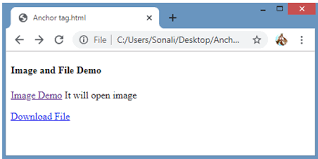 Anchor tag.html
File | C:/Users/Sonali/Desktop/Anch...
Image and File Demo
Image Demo It will open image
Download File